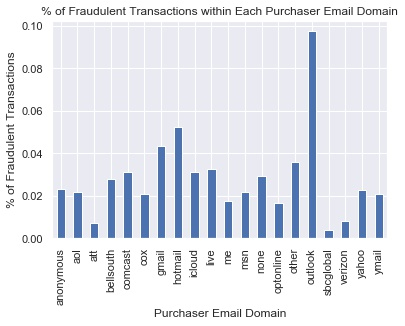 % of Fraudulent Transactions within Each Purchaser Email Domain
0.10
0.08
0.06
0.04
0.02
0.00
% of Fraudulent Transactions
anonymous
aol
att
bellsouth
comcast
cox
gmail
hotmail
icloud
live
me
msn
none
optonline
other
outlook
sbcglobal
verizon
yahoo
ymail
Purchaser Email Domain